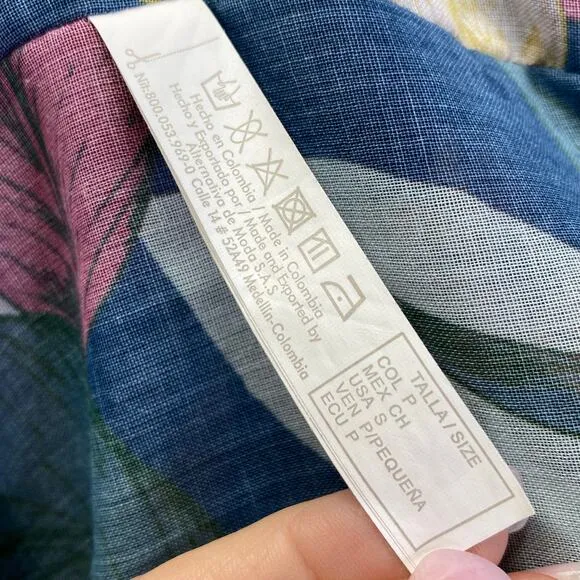 Hecho en Colombia / Made in Colombia
Hecho y Exportado por / Made and Exported by
Alternativa de Moda S.A.S
Nit:800.053.969-0 Calle 14 # 52A49 Medellín-Colombia
TALLA/SIZE
COL P
MEX CH
USA S
VEN P/PEQUEÑA
ECU P